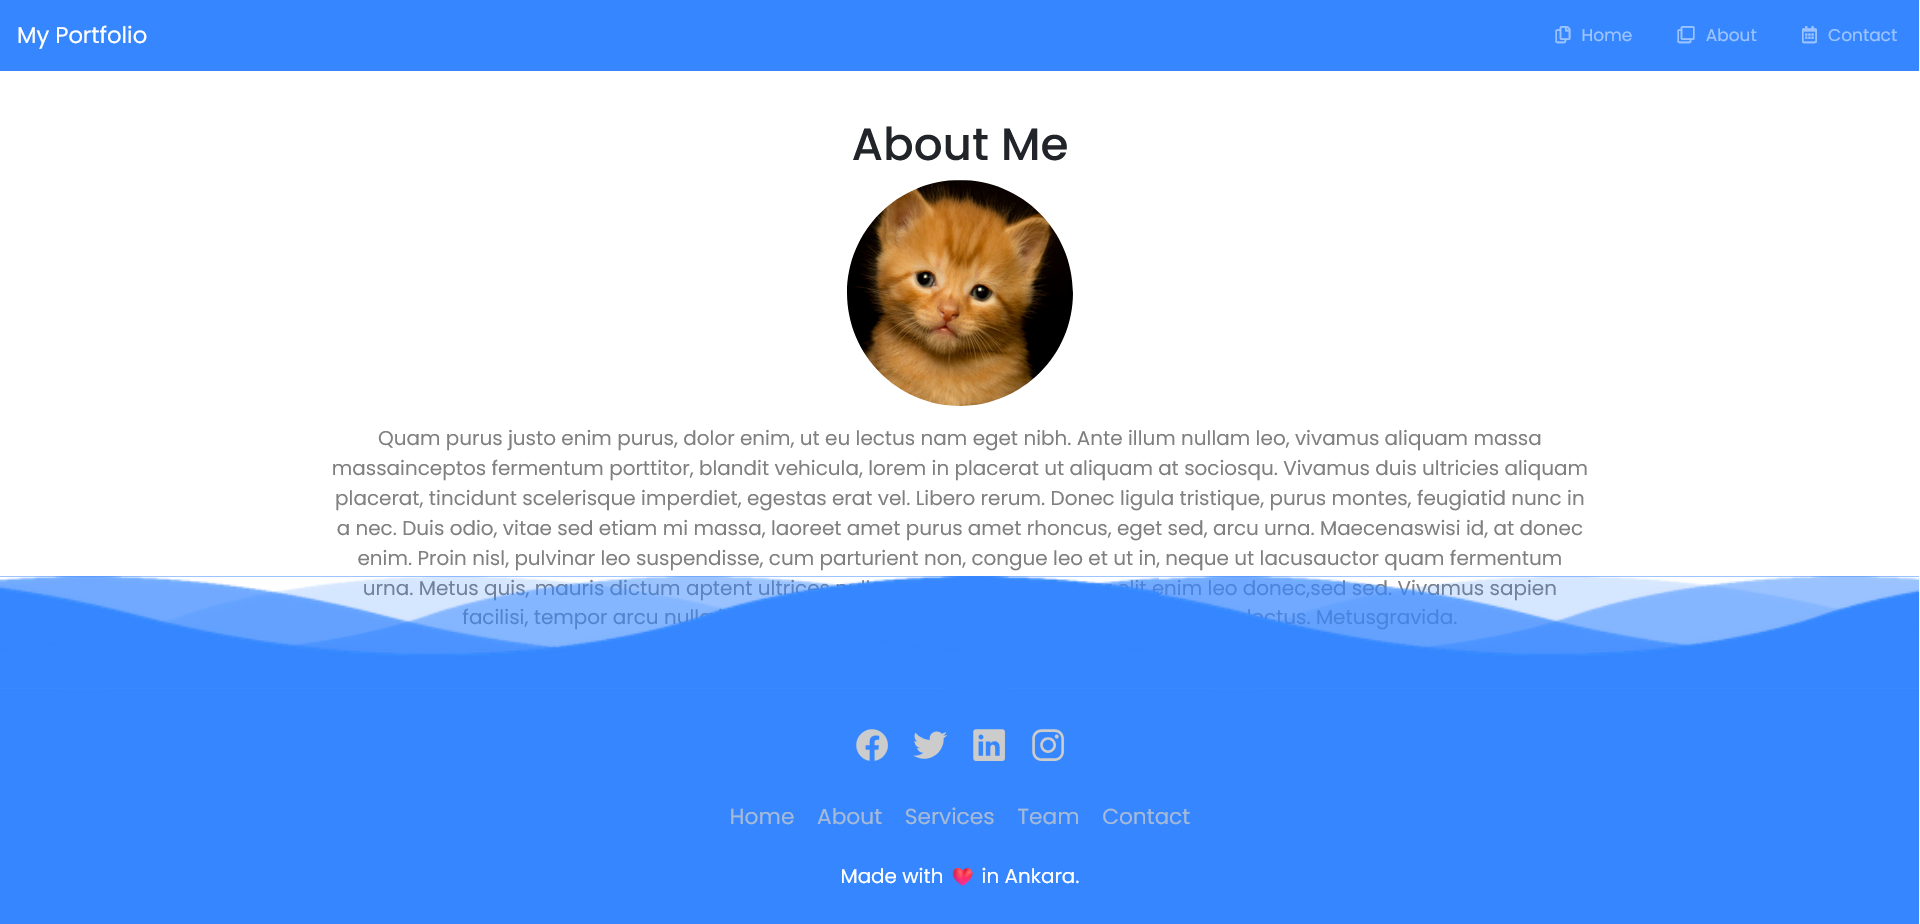 My Portfolio
Home
About
Contact
About Me
Quam purus justo enim purus, dolor enim, ut eu lectus nam eget nibh. Ante illum nullam leo, vivamus aliquam massa
massainceptos fermentum porttitor, blandit vehicula, lorem in placerat ut aliquam at sociosqu. Vivamus duis ultricies aliquam
placerat, tincidunt scelerisque imperdiet, egestas erat vel. Libero rerum. Donec ligula tristique, purus montes, feugiatid nunc in
a nec. Duis odio, vitae sed etiam mi massa, laoreet amet purus amet rhoncus, eget sed, arcu urna. Maecenaswisi id, at donec
enim. Proin nisl, pulvinar leo suspendisse, cum parturient non, congue leo et ut in, neque ut lacusauctor quam fermentum
urna. Metus quis, mauris dictum aptent ultrices enim leo donec,sed sed. Vivamus sapien
facilisi, tempor arcu Metusgravida.
Home About Services Team Contact
Made with ❤️ in Ankara.